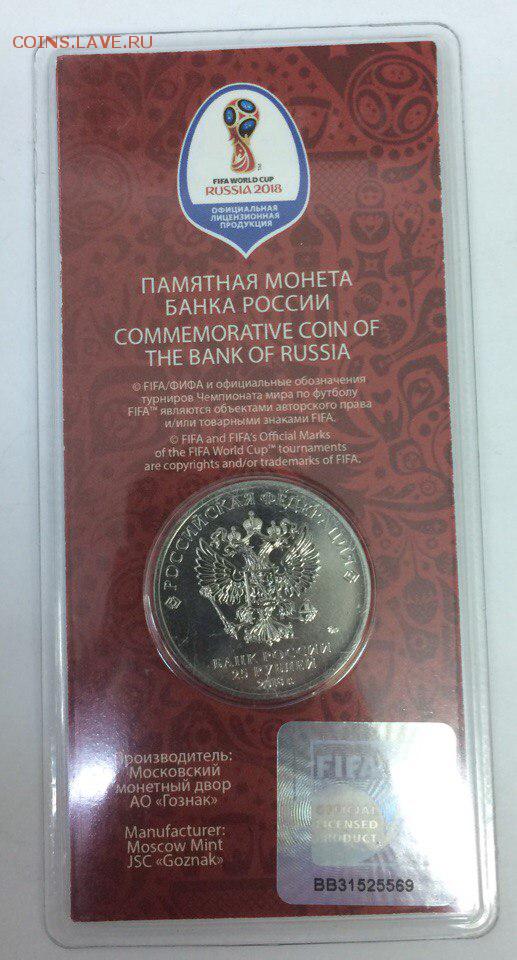 COINS.LAVE.RU
FIFA WORLD CUP
RUSSIA 2018
ОФИЦИАЛЬНАЯ
ЛИЦЕНЗИОННАЯ
ПРОДУКЦИЯ
ПАМЯТНАЯ МОНЕТА
БАНКА РОССИИ
COMMEMORATIVE COIN OF
THE BANK OF RUSSIA
© FIFA/ФИФА и официальные обозначения
турниров Чемпионата мира по футболу
FIFA™ являются объектами авторского права
и/или товарными знаками FIFA.
© FIFA and FIFA's Official Marks
of the FIFA World Cup™ tournaments
are copyrights and/or trademarks of FIFA.
РОССИЙСКАЯ ФЕДЕРАЦИЯ
БАНК РОССИИ
25 РУБЛЕЙ
2018 г.
Производитель:
Московский
монетный двор
АО «Гознак»
Manufacturer:
Moscow Mint
JSC «Goznak»
FIFA
OFFICIAL
LICENSED
PRODUCT
BB31525569